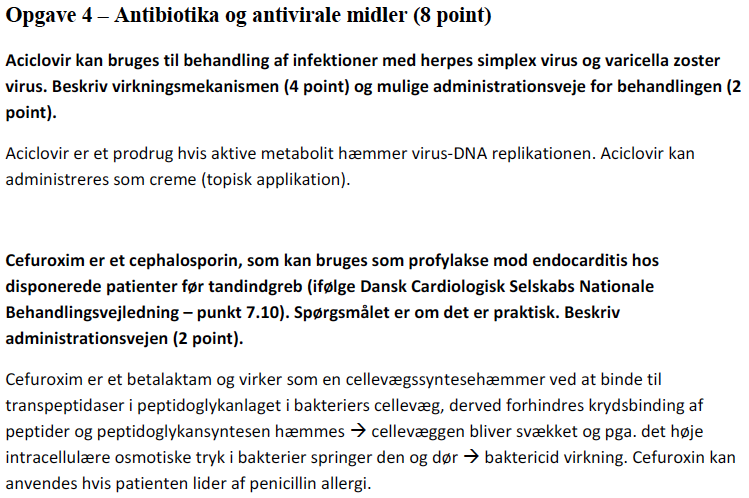 Opgave 4 – Antibiotika og antivirale midler (8 point)
Aciclovir kan bruges til behandling af infektioner med herpes simplex virus og varicella zoster
virus. Beskriv virkningsmekanismen (4 point) og mulige administrationsveje for behandlingen (2
point).
Aciclovir er et prodrug hvis aktive metabolit hæmmer virus-DNA replikationen. Aciclovir kan
administreres som creme (topisk applikation).
Cefuroxim er et cephalosporin, som kan bruges som profylakse mod endocarditis hos
disponerede patienter før tandindgreb (ifølge Dansk Cardiologisk Selskabs Nationale
Behandlingsvejledning – punkt 7.10). Spørgsmålet er om det er praktisk. Beskriv
administrationsvejen (2 point).
Cefuroxim er et betalaktam og virker som en cellevægssyntesehæmmer ved at binde til
transpeptidaser i peptidoglykanlaget i bakteriers cellevæg, derved forhindres krydsbinding af
peptider og peptidoglykansyntesen hæmmes → cellevæggen bliver svækket og pga. det høje
intracellulære osmotiske tryk i bakterier springer den og dør → baktericid virkning. Cefuroxin kan
anvendes hvis patienten lider af penicillin allergi.